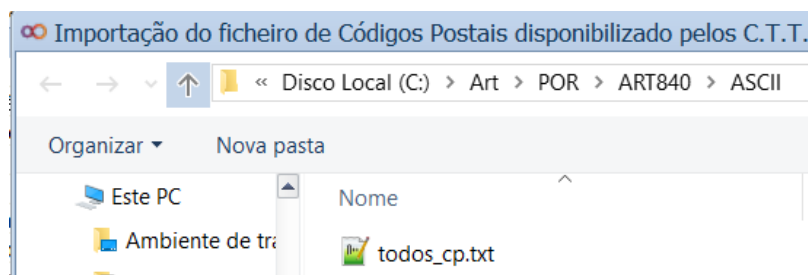 Importação do ficheiro de Códigos Postais disponibilizado pelos C.T.T.
« Disco Local (C:) > Art > POR > ART840 > ASCII
Organizar Nova pasta
Este PC Nome
Ambiente de tra todos_cp.txt